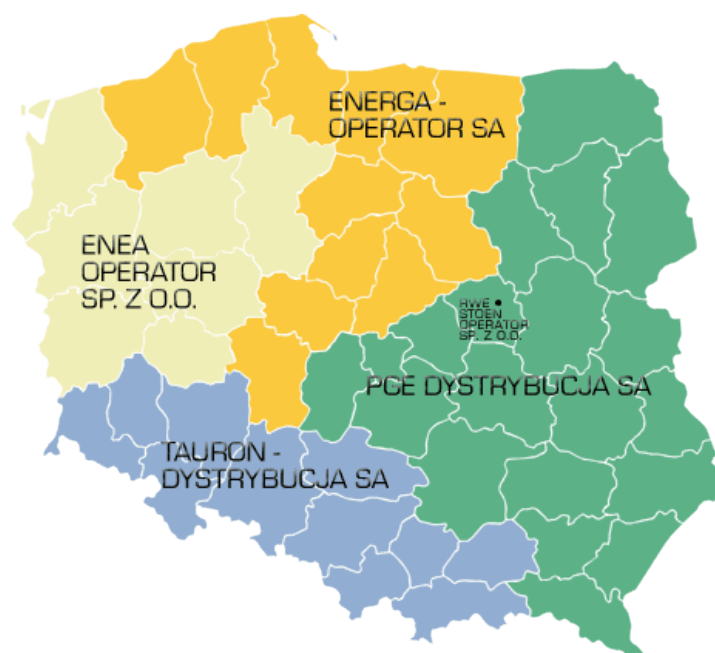 ENERGA -
OPERATOR SA
ENEA
OPERATOR
SP. Z O.O.
RWE
STOEN
OPERATOR
SP. Z O.O.
PGE DYSTRYBUCJA SA
TAURON -
DYSTRYBUCJA SA